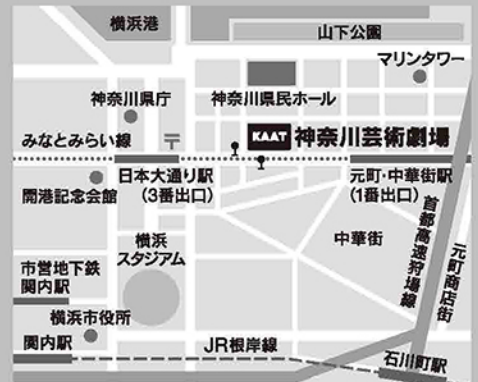 横浜港
山下公園
マリンタワー
神奈川県庁
神奈川県民ホール
みなとみらい線
〒
KAAT 神奈川芸術劇場
開港記念会館
日本大通り駅
(3番出口)
元町・中華街駅
(1番出口)
横浜
スタジアム
中華街
首都高速狩場線
元町商店街
市営地下鉄
関内駅
横浜市役所
関内駅
JR根岸線
石川町駅